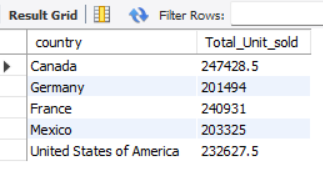 Result Grid Filter Rows:
country Total_Unit_sold
Canada 247428.5
Germany 201494
France 240931
Mexico 203325
United States of America 232627.5